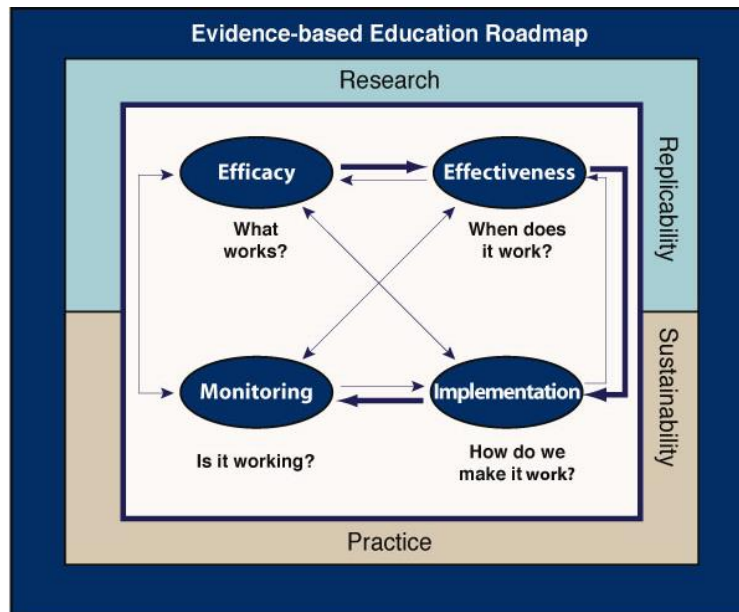 Evidence-based Education Roadmap
Research
Efficacy
Effectiveness
What
works?
When does
it work?
Replicability
Monitoring
Implementation
Is it working?
How do we
make it work?
Sustainability
Practice